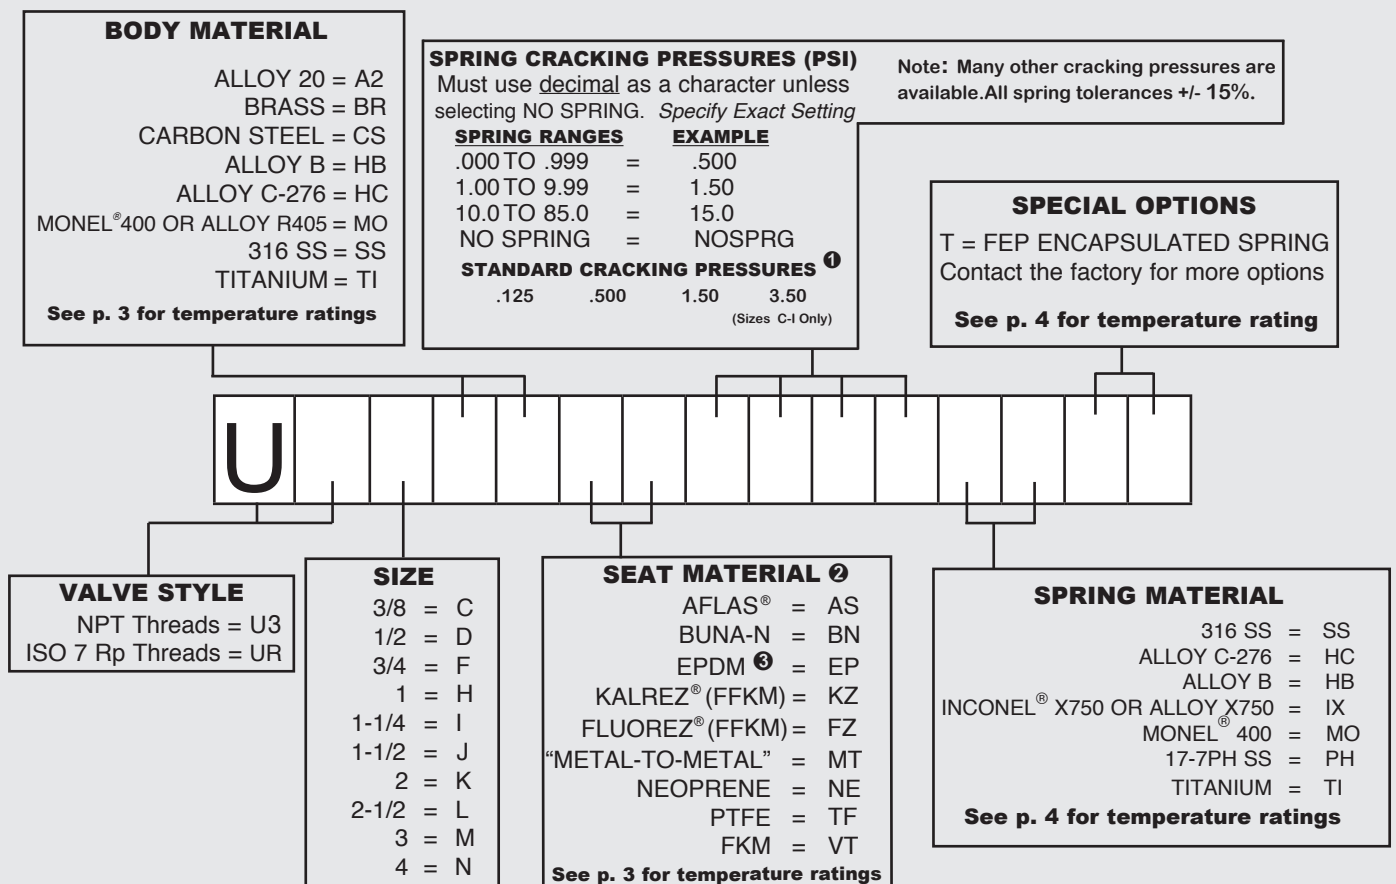 BODY MATERIAL
ALLOY 20 = A2
BRASS = BR
CARBON STEEL = CS
ALLOY B = HB
ALLOY C-276 = HC
MONEL®400 OR ALLOY R405 = MO
316 SS = SS
TITANIUM = TI
See p. 3 for temperature ratings
SPRING CRACKING PRESSURES (PSI)
Must use decimal as a character unless
selecting NO SPRING. Specify Exact Setting
SPRING RANGES EXAMPLE
.000 TO .999 = .500
1.00 TO 9.99 = 1.50
10.0 TO 85.0 = 15.0
NO SPRING = NOSPRG
STANDARD CRACKING PRESSURES ❶
.125 .500 1.50 3.50
(Sizes C-I Only)
Note: Many other cracking pressures are
available.All spring tolerances +/- 15%.
SPECIAL OPTIONS
T = FEP ENCAPSULATED SPRING
Contact the factory for more options
See p. 4 for temperature rating
U
VALVE STYLE
NPT Threads = U3
ISO 7 Rp Threads = UR
SIZE
3/8 = C
1/2 = D
3/4 = F
1 = H
1-1/4 = I
1-1/2 = J
2 = K
2-1/2 = L
3 = M
4 = N
SEAT MATERIAL ❷
AFLAS® = AS
BUNA-N = BN
EPDM ❸ = EP
KALREZ® (FFKM) = KZ
FLUOREZ® (FFKM) = FZ
“METAL-TO-METAL” = MT
NEOPRENE = NE
PTFE = TF
FKM = VT
See p. 3 for temperature ratings
SPRING MATERIAL
316 SS = SS
ALLOY C-276 = HC
ALLOY B = HB
INCONEL® X750 OR ALLOY X750 = IX
MONEL® 400 = MO
17-7PH SS = PH
TITANIUM = TI
See p. 4 for temperature ratings